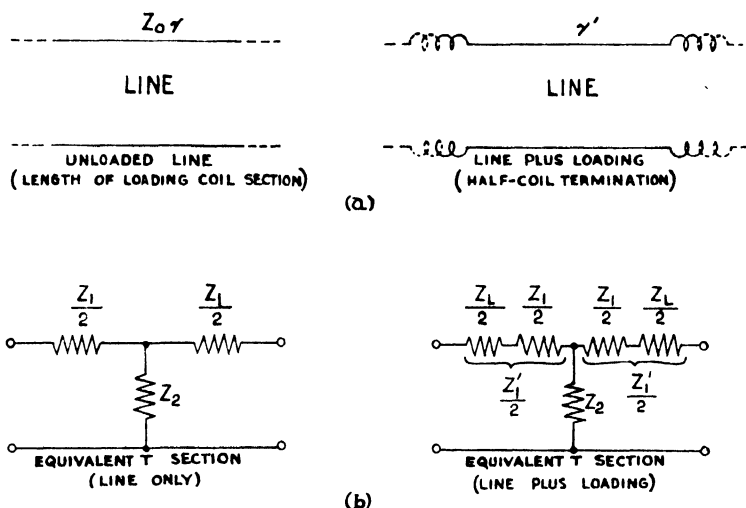 Z₀γ
LINE
UNLOADED LINE
(LENGTH OF LOADING COIL SECTION)
γ'
LINE
LINE PLUS LOADING
(HALF-COIL TERMINATION)
(a)
Z₁/2
Z_L/2
Z₂
EQUIVALENT T SECTION
(LINE ONLY)
Z_L/2 Z₁/2 Z₁/2 Z_L/2
Z₁'/2 Z₁'/2
Z₂
EQUIVALENT T SECTION
(LINE PLUS LOADING)
(b)